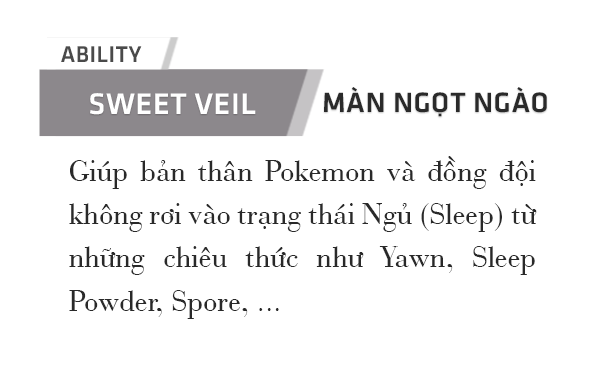 ABILITY
SWEET VEIL
MÀN NGỌT NGÀO
Giúp bản thân Pokemon và đồng đội
không rơi vào trạng thái Ngủ (Sleep) từ
những chiêu thức như Yawn, Sleep
Powder, Spore, ...